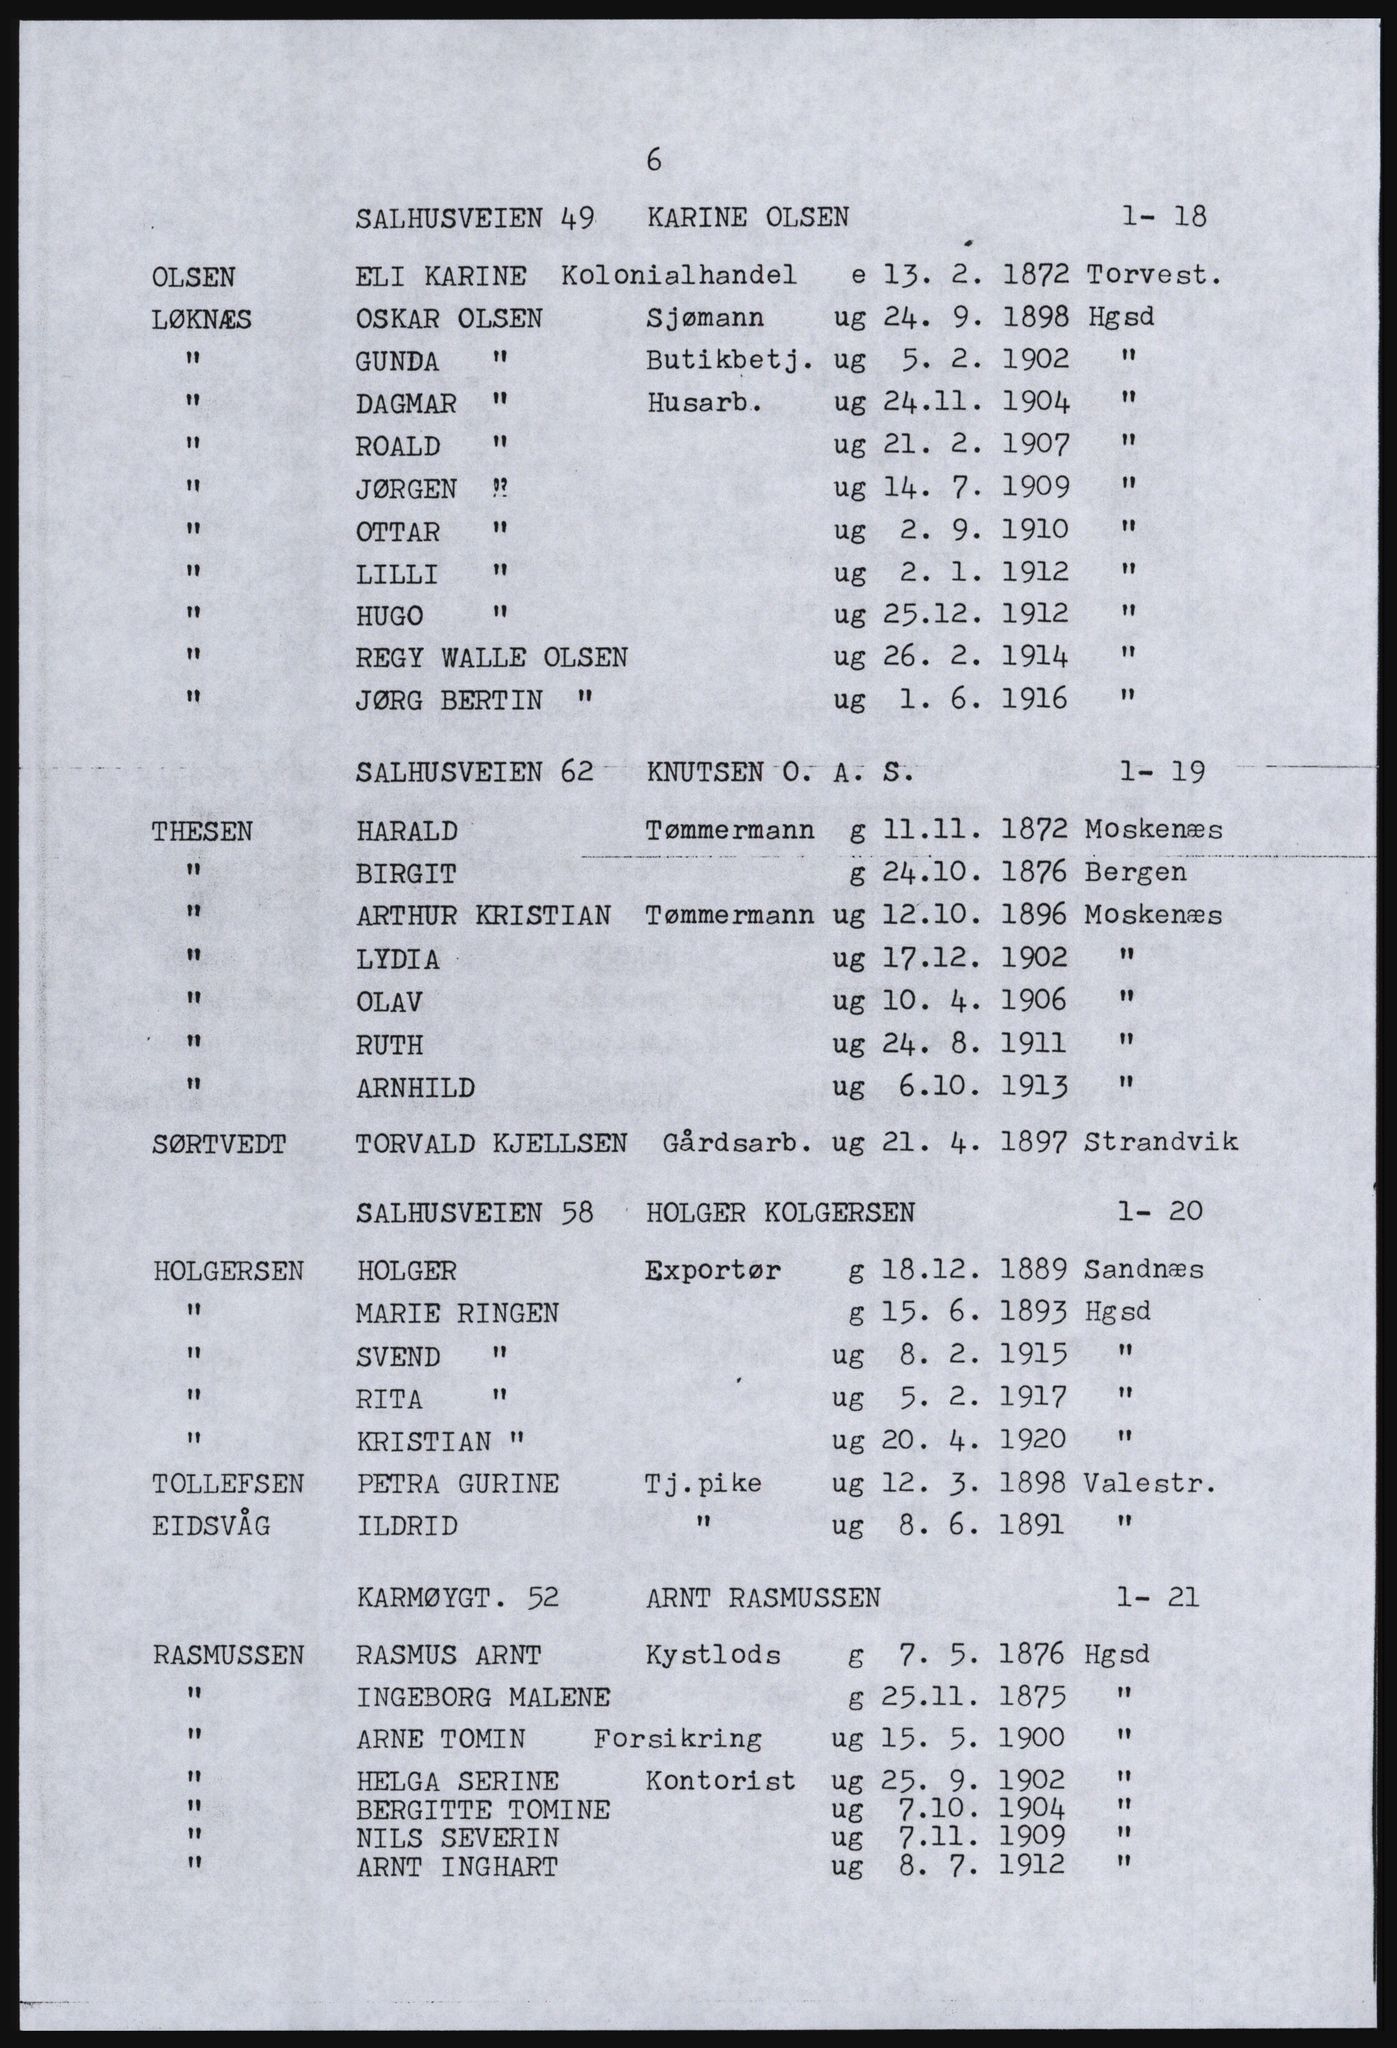 6
SALHUSVEIEN 49 KARINE OLSEN 1- 18
OLSEN ELI KARINE Kolonialhandel e 13. 2. 1872 Torvest.
LØKNÆS OSKAR OLSEN Sjømann ug 24. 9. 1898 Hgsd
" GUNDA " Butikbetj. ug 5. 2. 1902 "
" DAGMAR " Husarb. ug 24.11. 1904 "
" ROALD " ug 21. 2. 1907 "
" JØRGEN " ug 14. 7. 1909 "
" OTTAR " ug 2. 9. 1910 "
" LILLI " ug 2. 1. 1912 "
" HUGO " ug 25.12. 1912 "
" REGY WALLE OLSEN ug 26. 2. 1914 "
" JØRG BERTIN " ug 1. 6. 1916 "
SALHUSVEIEN 62 KNUTSEN O. A. S. 1- 19
THESEN HARALD Tømmermann g 11.11. 1872 Moskenæs
" BIRGIT g 24.10. 1876 Bergen
" ARTHUR KRISTIAN Tømmermann ug 12.10. 1896 Moskenæs
" LYDIA ug 17.12. 1902 "
" OLAV ug 10. 4. 1906 "
" RUTH ug 24. 8. 1911 "
" ARNHILD ug 6.10. 1913 "
SØRTVEDT TORVALD KJELLSEN Gårdsarb. ug 21. 4. 1897 Strandvik
SALHUSVEIEN 58 HOLGER KOLGERSEN 1- 20
HOLGERSEN HOLGER Exportør g 18.12. 1889 Sandnæs
" MARIE RINGEN g 15. 6. 1893 Hgsd
" SVEND " ug 8. 2. 1915 "
" RITA " ug 5. 2. 1917 "
" KRISTIAN " ug 20. 4. 1920 "
TOLLEFSEN PETRA GURINE Tj.pike ug 12. 3. 1898 Valestr.
EIDSVÅG ILDRID " ug 8. 6. 1891 "
KARMØYGT. 52 ARNT RASMUSSEN 1- 21
RASMUSSEN RASMUS ARNT Kystlods g 7. 5. 1876 Hgsd
" INGEBORG MALENE g 25.11. 1875 "
" ARNE TOMIN Forsikring ug 15. 5. 1900 "
" HELGA SERINE Kontorist ug 25. 9. 1902 "
" BERGITTE TOMINE ug 7.10. 1904 "
" NILS SEVERIN ug 7.11. 1909 "
" ARNT INGHART ug 8. 7. 1912 "